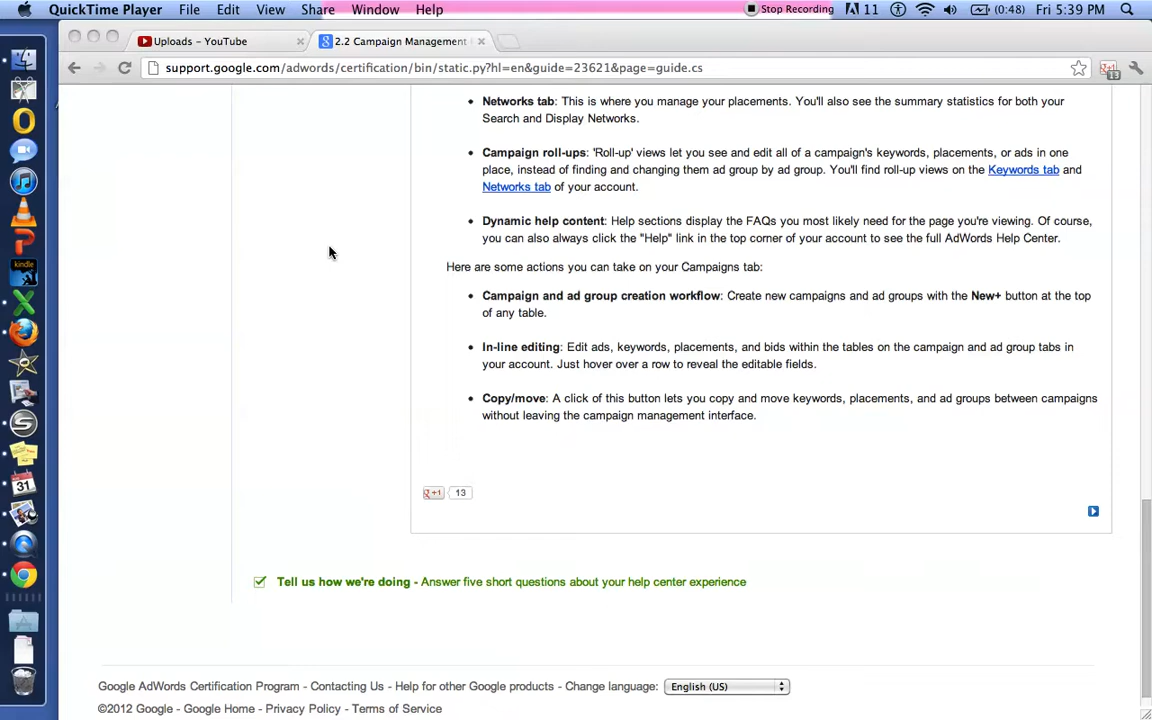 QuickTime Player File Edit View Share Window Help Stop Recording 11 (0:48) Fri 5:39 PM
Uploads - YouTube 2.2 Campaign Management
support.google.com/adwords/certification/bin/static.py?hl=en&guide=23621&page=guide.cs
13
Networks tab: This is where you manage your placements. You'll also see the summary statistics for both your
Search and Display Networks.
Campaign roll-ups: 'Roll-up' views let you see and edit all of a campaign's keywords, placements, or ads in one
place, instead of finding and changing them ad group by ad group. You'll find roll-up views on the Keywords tab and
Networks tab of your account.
Dynamic help content: Help sections display the FAQs you most likely need for the page you're viewing. Of course,
you can also always click the "Help" link in the top corner of your account to see the full AdWords Help Center.
Here are some actions you can take on your Campaigns tab:
Campaign and ad group creation workflow: Create new campaigns and ad groups with the New+ button at the top
of any table.
In-line editing: Edit ads, keywords, placements, and bids within the tables on the campaign and ad group tabs in
your account. Just hover over a row to reveal the editable fields.
Copy/move: A click of this button lets you copy and move keywords, placements, and ad groups between campaigns
without leaving the campaign management interface.
+1 13
Tell us how we're doing - Answer five short questions about your help center experience
Google AdWords Certification Program - Contacting Us - Help for other Google products - Change language: English (US)
©2012 Google - Google Home - Privacy Policy - Terms of Service
kindle
31